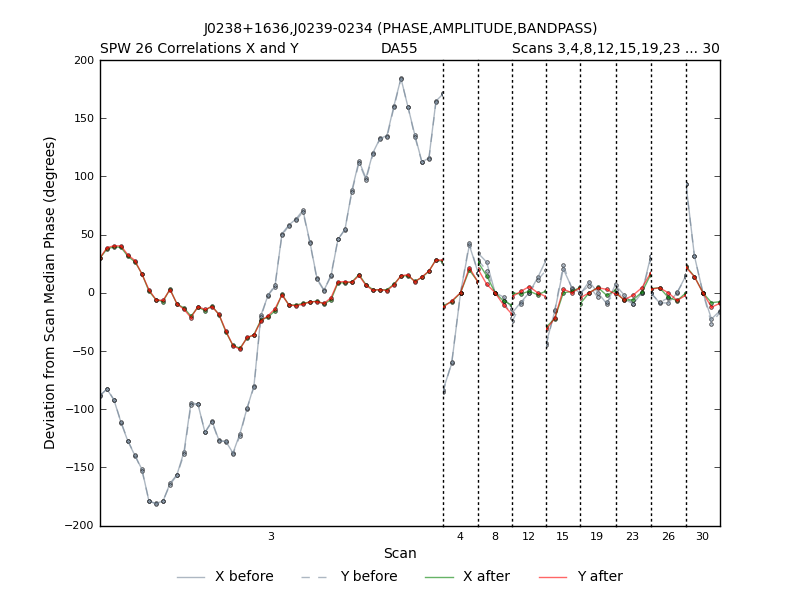 J0238+1636,J0239-0234 (PHASE,AMPLITUDE,BANDPASS)
SPW 26 Correlations X and Y DA55 Scans 3,4,8,12,15,19,23 ... 30
200
150
100
50
0
−50
−100
−150
−200
Deviation from Scan Median Phase (degrees)
3 4 8 12 15 19 23 26 30
Scan
X before Y before X after Y after